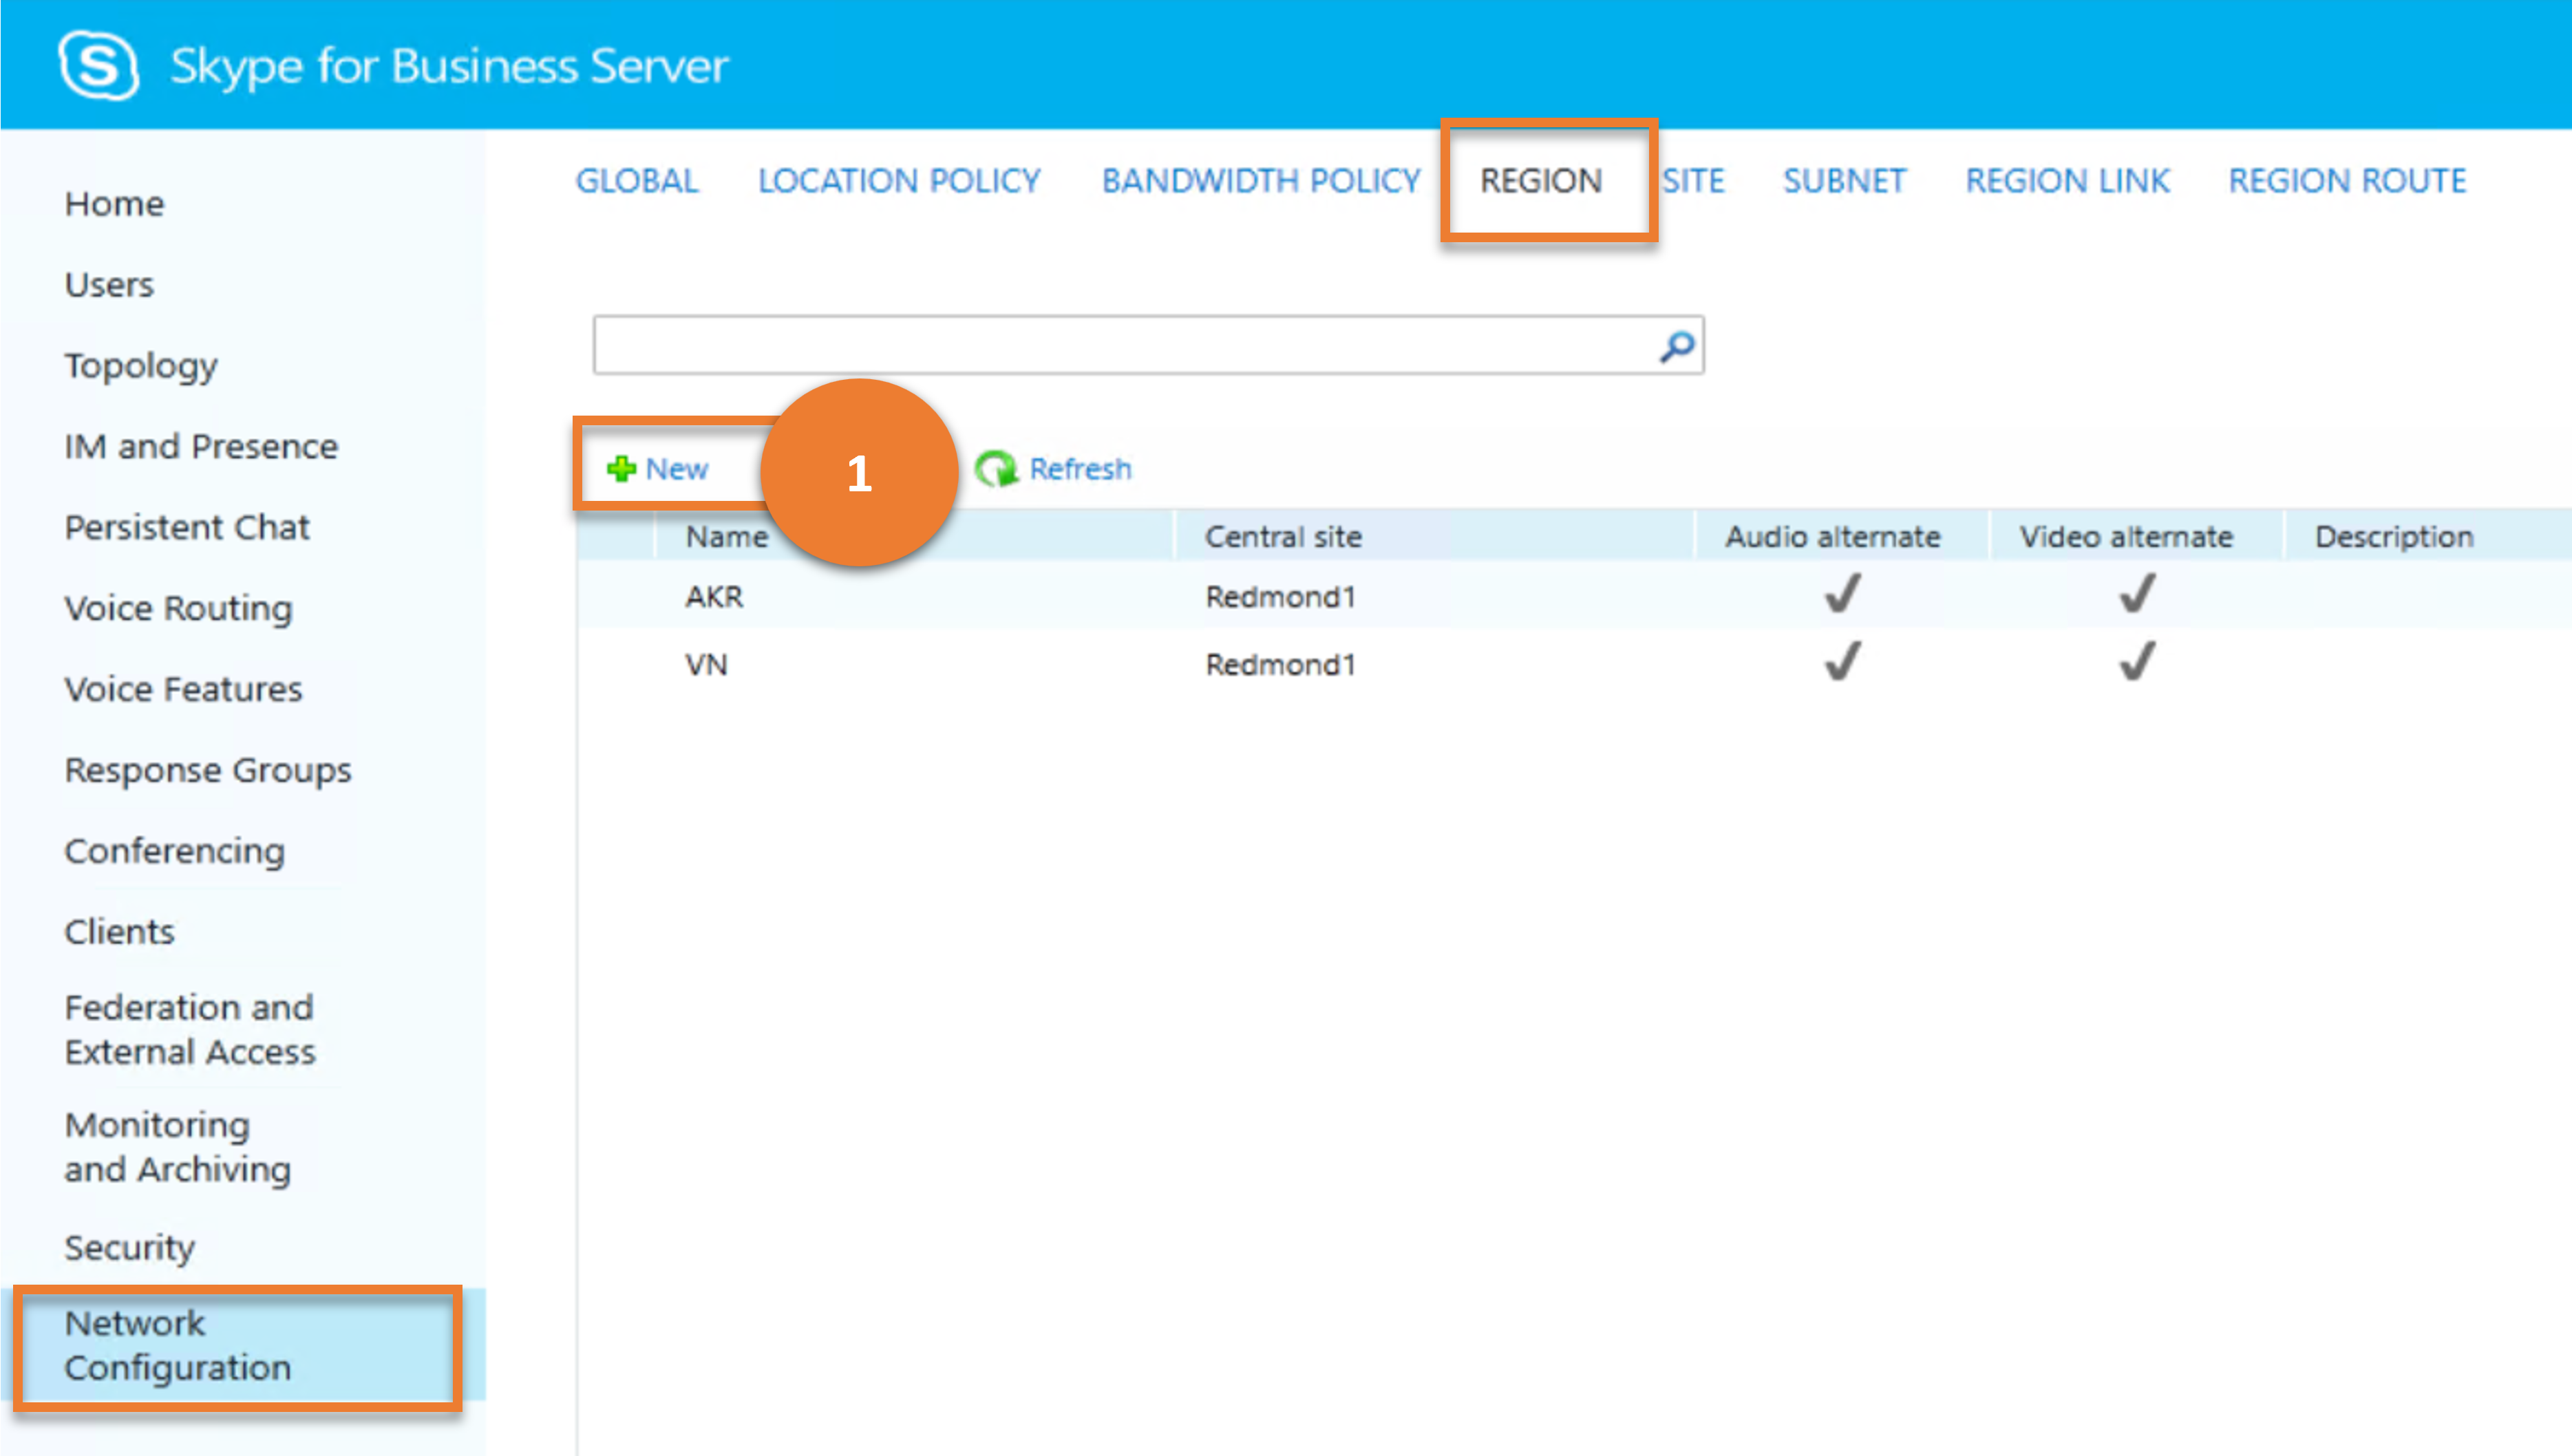 Skype for Business Server
GLOBAL LOCATION POLICY BANDWIDTH POLICY REGION SITE SUBNET REGION LINK REGION ROUTE
Home
Users
Topology
IM and Presence
Persistent Chat
Voice Routing
Voice Features
Response Groups
Conferencing
Clients
Federation and
External Access
Monitoring
and Archiving
Security
Network
Configuration
New 1 Refresh
Name Central site Audio alternate Video alternate Description
AKR Redmond1
VN Redmond1